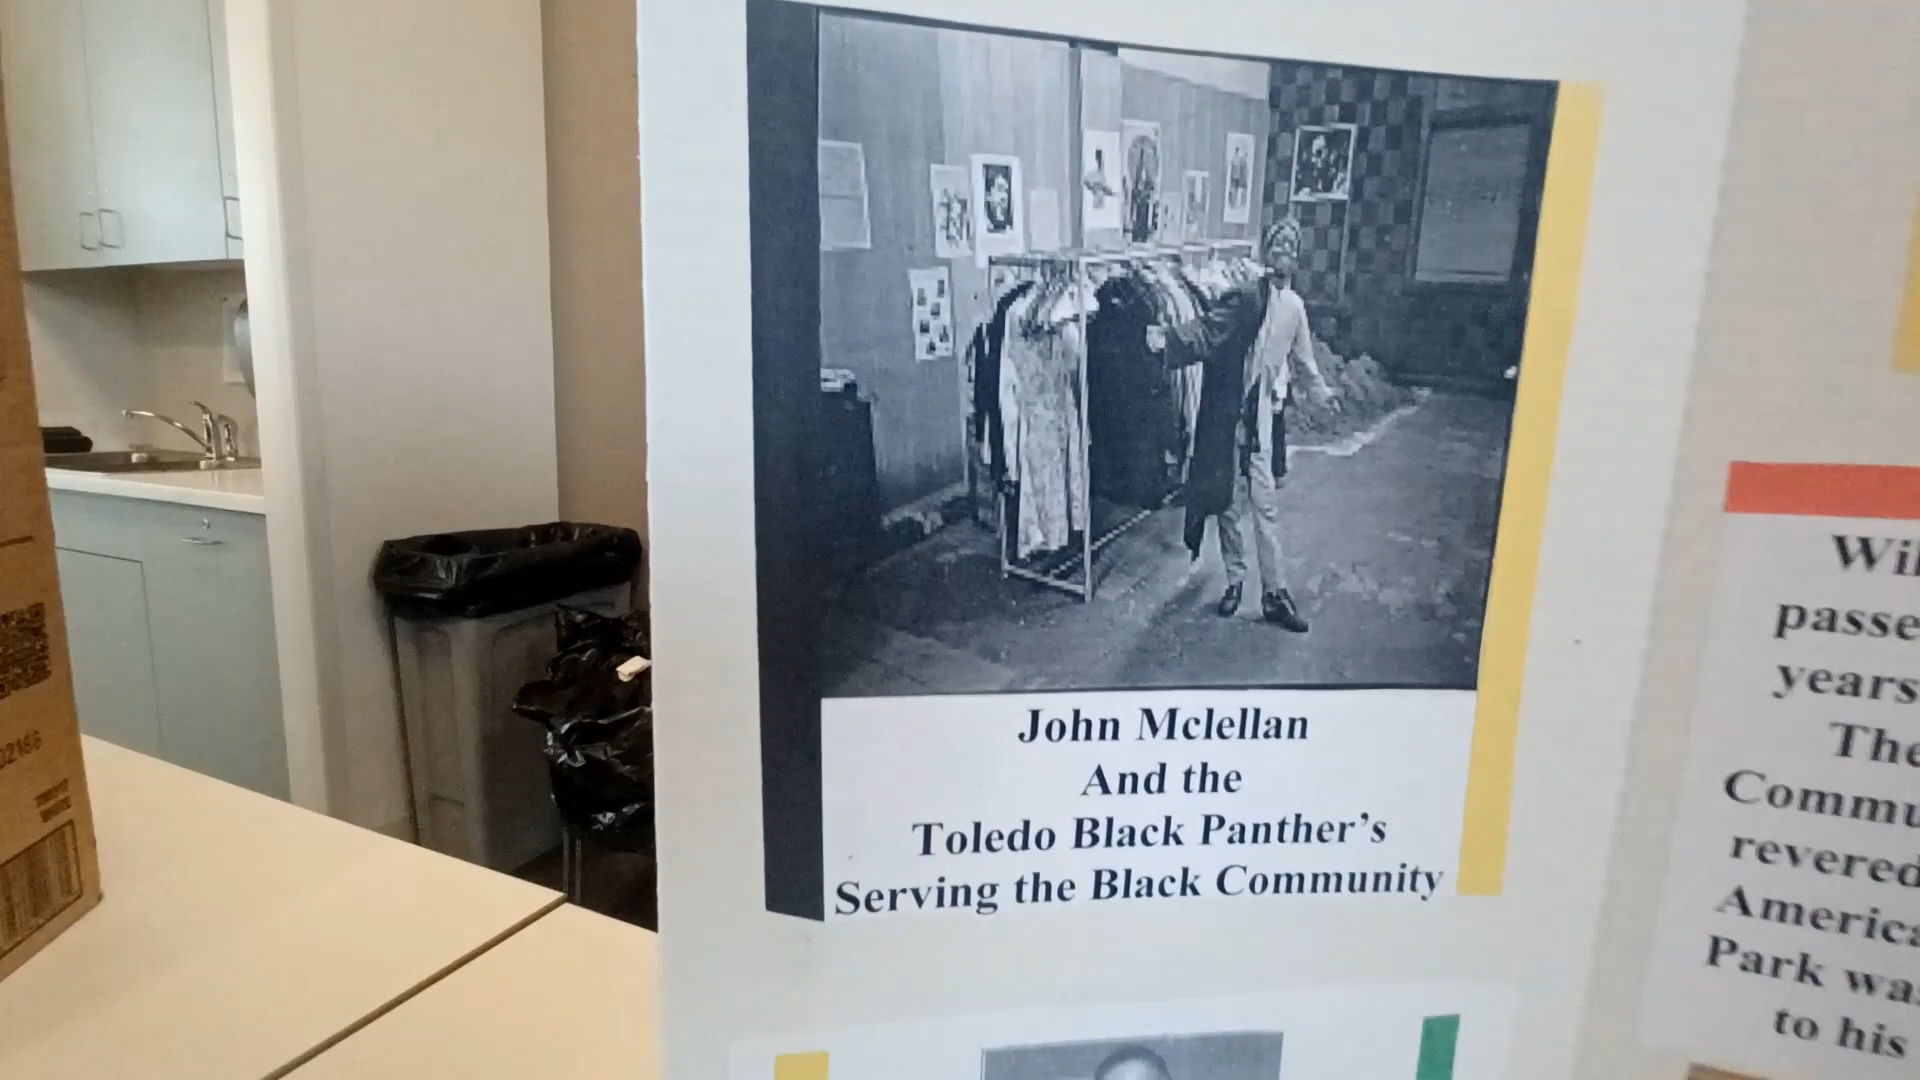 John Mclellan
And the
Toledo Black Panther's
Serving the Black Community
passe
years
The
Commu
revered
America
Park wa
to his
02186